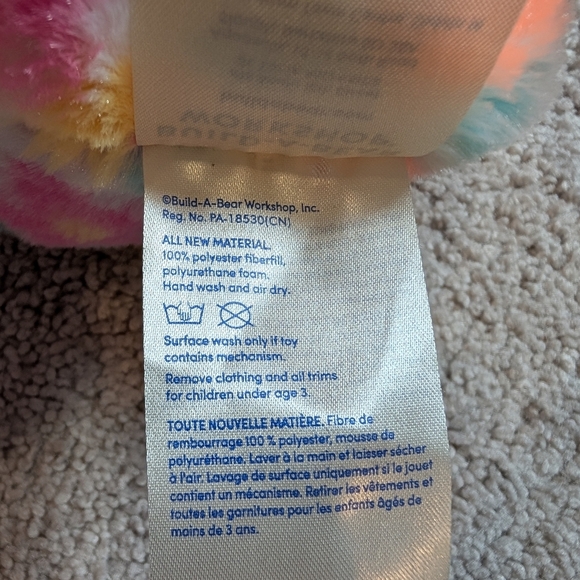 WORKSHOP
BUILD-A-BEAR
©Build-A-Bear Workshop, Inc.
Reg. No. PA-18530(CN)
ALL NEW MATERIAL.
100% polyester fiberfill,
polyurethane foam.
Hand wash and air dry.
Surface wash only if toy
contains mechanism.
Remove clothing and all trims
for children under age 3.
TOUTE NOUVELLE MATIÈRE. Fibre de
rembourrage 100 % polyester, mousse de
polyuréthane. Laver à la main et laisser sécher
à l'air. Lavage de surface uniquement si le jouet
contient un mécanisme. Retirer les vêtements et
toutes les garnitures pour les enfants âgés de
moins de 3 ans.